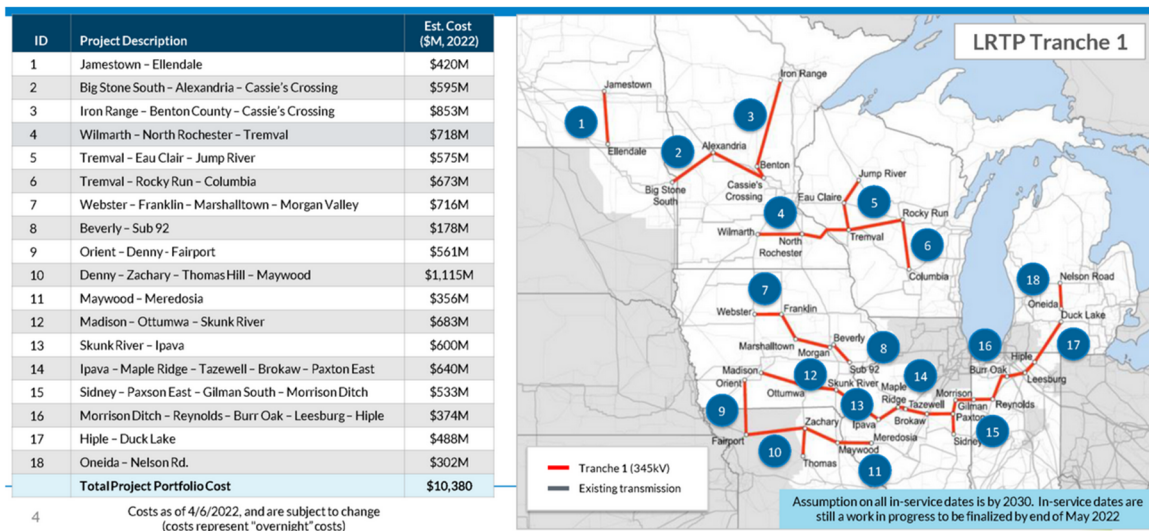 ID Project Description Est. Cost ($M, 2022)
1 Jamestown – Ellendale $420M
2 Big Stone South – Alexandria – Cassie's Crossing $595M
3 Iron Range – Benton County – Cassie's Crossing $853M
4 Wilmarth – North Rochester – Tremval $718M
5 Tremval – Eau Clair – Jump River $575M
6 Tremval – Rocky Run – Columbia $673M
7 Webster – Franklin – Marshalltown – Morgan Valley $716M
8 Beverly – Sub 92 $178M
9 Orient – Denny - Fairport $561M
10 Denny – Zachary – Thomas Hill – Maywood $1,115M
11 Maywood – Meredosia $356M
12 Madison – Ottumwa – Skunk River $683M
13 Skunk River – Ipava $600M
14 Ipava – Maple Ridge – Tazewell – Brokaw – Paxton East $640M
15 Sidney – Paxson East – Gilman South – Morrison Ditch $533M
16 Morrison Ditch – Reynolds – Burr Oak – Leesburg – Hiple $374M
17 Hiple – Duck Lake $488M
18 Oneida – Nelson Rd. $302M
Total Project Portfolio Cost $10,380
4
Costs as of 4/6/2022, and are subject to change
(costs represent "overnight" costs)
LRTP Tranche 1
Iron Range
Jamestown
3
1
Ellendale
2
Alexandria
Benton
Big Stone
South
Cassie's
Crossing
Jump River
Eau Claire
5
4
Rocky Run
Wilmarth
North
Rochester
Tremval
6
Columbia
18
Nelson Road
Oneida
Duck Lake
7
Webster
Franklin
Marshalltown
Beverly
Morgan
8
Sub 92
16
17
Hiple
Burr Oak
Leesburg
Madison
Orient
12
Ottumwa
Skunk River
14
Maple
Ridge
Tazewell
Morrison
Gilman
Reynolds
13
Ipava
Brokaw
Paxton
Sidney
15
9
Fairport
Zachary
10
Thomas
Maywood
Meredosia
11
Tranche 1 (345kV)
Existing transmission
Assumption on all in-service dates is by 2030. In-service dates are
still a work in progress to be finalized by end of May 2022